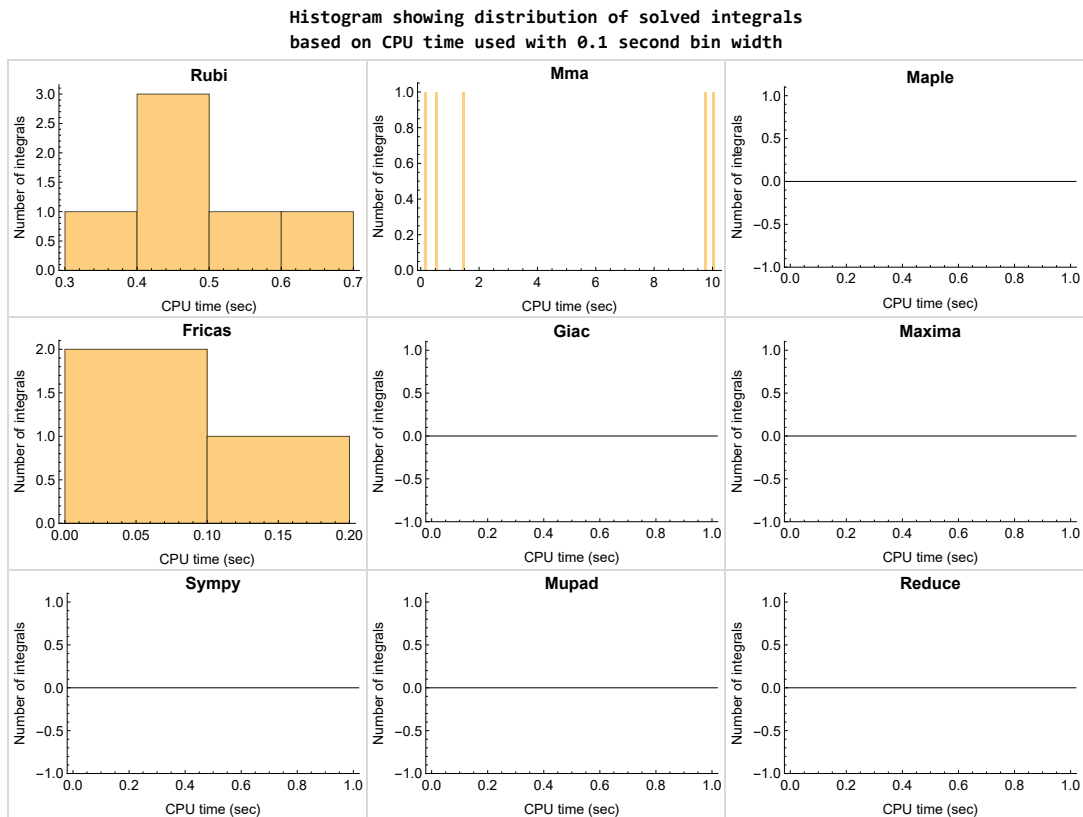 Histogram showing distribution of solved integrals
based on CPU time used with 0.1 second bin width
Rubi
Number of integrals
3.0
2.5
2.0
1.5
1.0
0.5
0.0
0.3 0.4 0.5 0.6 0.7
CPU time (sec)
Mma
Number of integrals
1.0
0.8
0.6
0.4
0.2
0.0
0 2 4 6 8 10
CPU time (sec)
Maple
Number of integrals
1.0
0.5
0.0
−0.5
−1.0
0.0 0.2 0.4 0.6 0.8 1.0
CPU time (sec)
Fricas
Number of integrals
2.0
1.5
1.0
0.5
0.0
0.00 0.05 0.10 0.15 0.20
CPU time (sec)
Giac
Number of integrals
1.0
0.5
0.0
−0.5
−1.0
0.0 0.2 0.4 0.6 0.8 1.0
CPU time (sec)
Maxima
Number of integrals
1.0
0.5
0.0
−0.5
−1.0
0.0 0.2 0.4 0.6 0.8 1.0
CPU time (sec)
Sympy
Number of integrals
1.0
0.5
0.0
−0.5
−1.0
0.0 0.2 0.4 0.6 0.8 1.0
CPU time (sec)
Mupad
Number of integrals
1.0
0.5
0.0
−0.5
−1.0
0.0 0.2 0.4 0.6 0.8 1.0
CPU time (sec)
Reduce
Number of integrals
1.0
0.5
0.0
−0.5
−1.0
0.0 0.2 0.4 0.6 0.8 1.0
CPU time (sec)